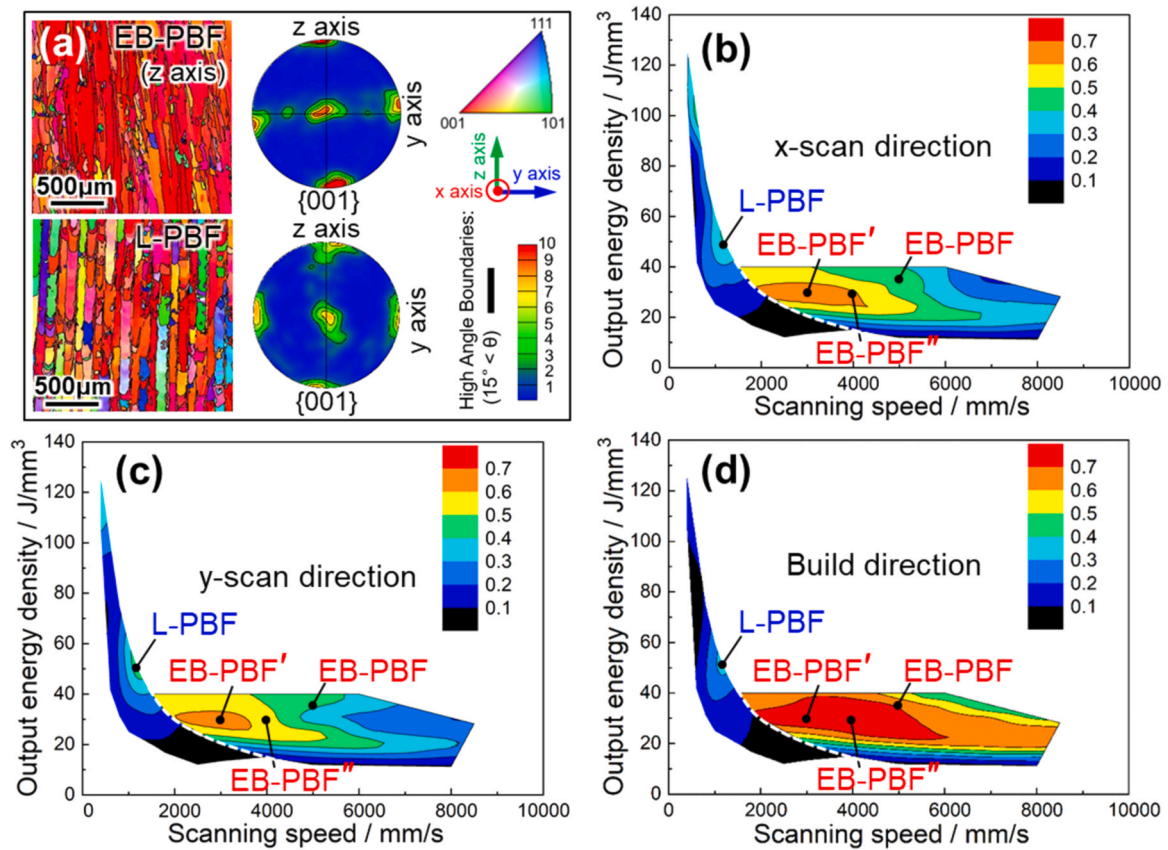 (a)
EB-PBF
(z axis)
500μm
z axis
y axis
{001}
111
001
101
z axis
x axis
y axis
L-PBF
500μm
z axis
y axis
{001}
High Angle Boundaries:
(15° < θ)
10
9
8
7
6
5
4
3
2
1
(b)
x-scan direction
L-PBF
EB-PBF′
EB-PBF
EB-PBF″
0.7
0.6
0.5
0.4
0.3
0.2
0.1
Output energy density / J/mm³
140
120
100
80
60
40
20
0
0 2000 4000 6000 8000 10000
Scanning speed / mm/s
(c)
y-scan direction
L-PBF
EB-PBF′
EB-PBF
EB-PBF″
0.7
0.6
0.5
0.4
0.3
0.2
0.1
Output energy density / J/mm³
140
120
100
80
60
40
20
0
0 2000 4000 6000 8000 10000
Scanning speed / mm/s
(d)
Build direction
L-PBF
EB-PBF′
EB-PBF
EB-PBF″
0.7
0.6
0.5
0.4
0.3
0.2
0.1
Output energy density / J/mm³
140
120
100
80
60
40
20
0
0 2000 4000 6000 8000 10000
Scanning speed / mm/s